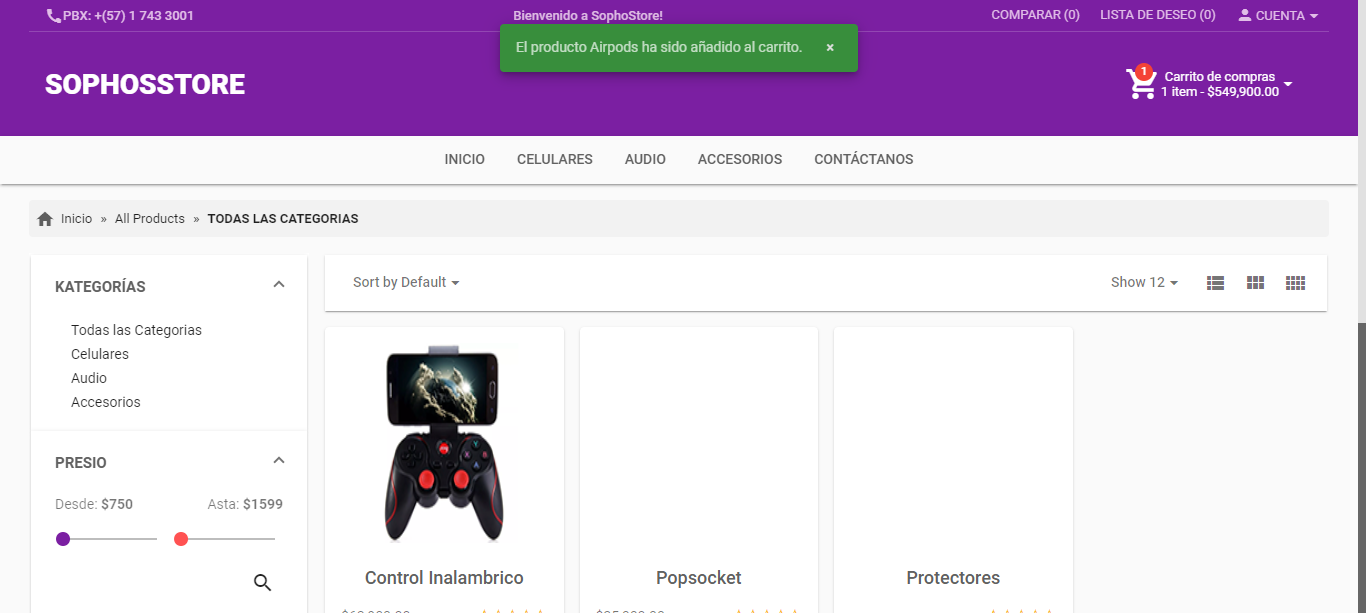 PBX: +(57) 1 743 3001
Bienvenido a SophoStore!
COMPARAR (0)
LISTA DE DESEO (0)
CUENTA
El producto Airpods ha sido añadido al carrito. ×
SOPHOSSTORE
1
Carrito de compras
1 item - $549,900.00
INICIO CELULARES AUDIO ACCESORIOS CONTÁCTANOS
Inicio » All Products » TODAS LAS CATEGORIAS
KATEGORÍAS
Todas las Categorias
Celulares
Audio
Accesorios
PRESIO
Desde: $750 Asta: $1599
Sort by Default
Show 12
Control Inalambrico
Popsocket
Protectores